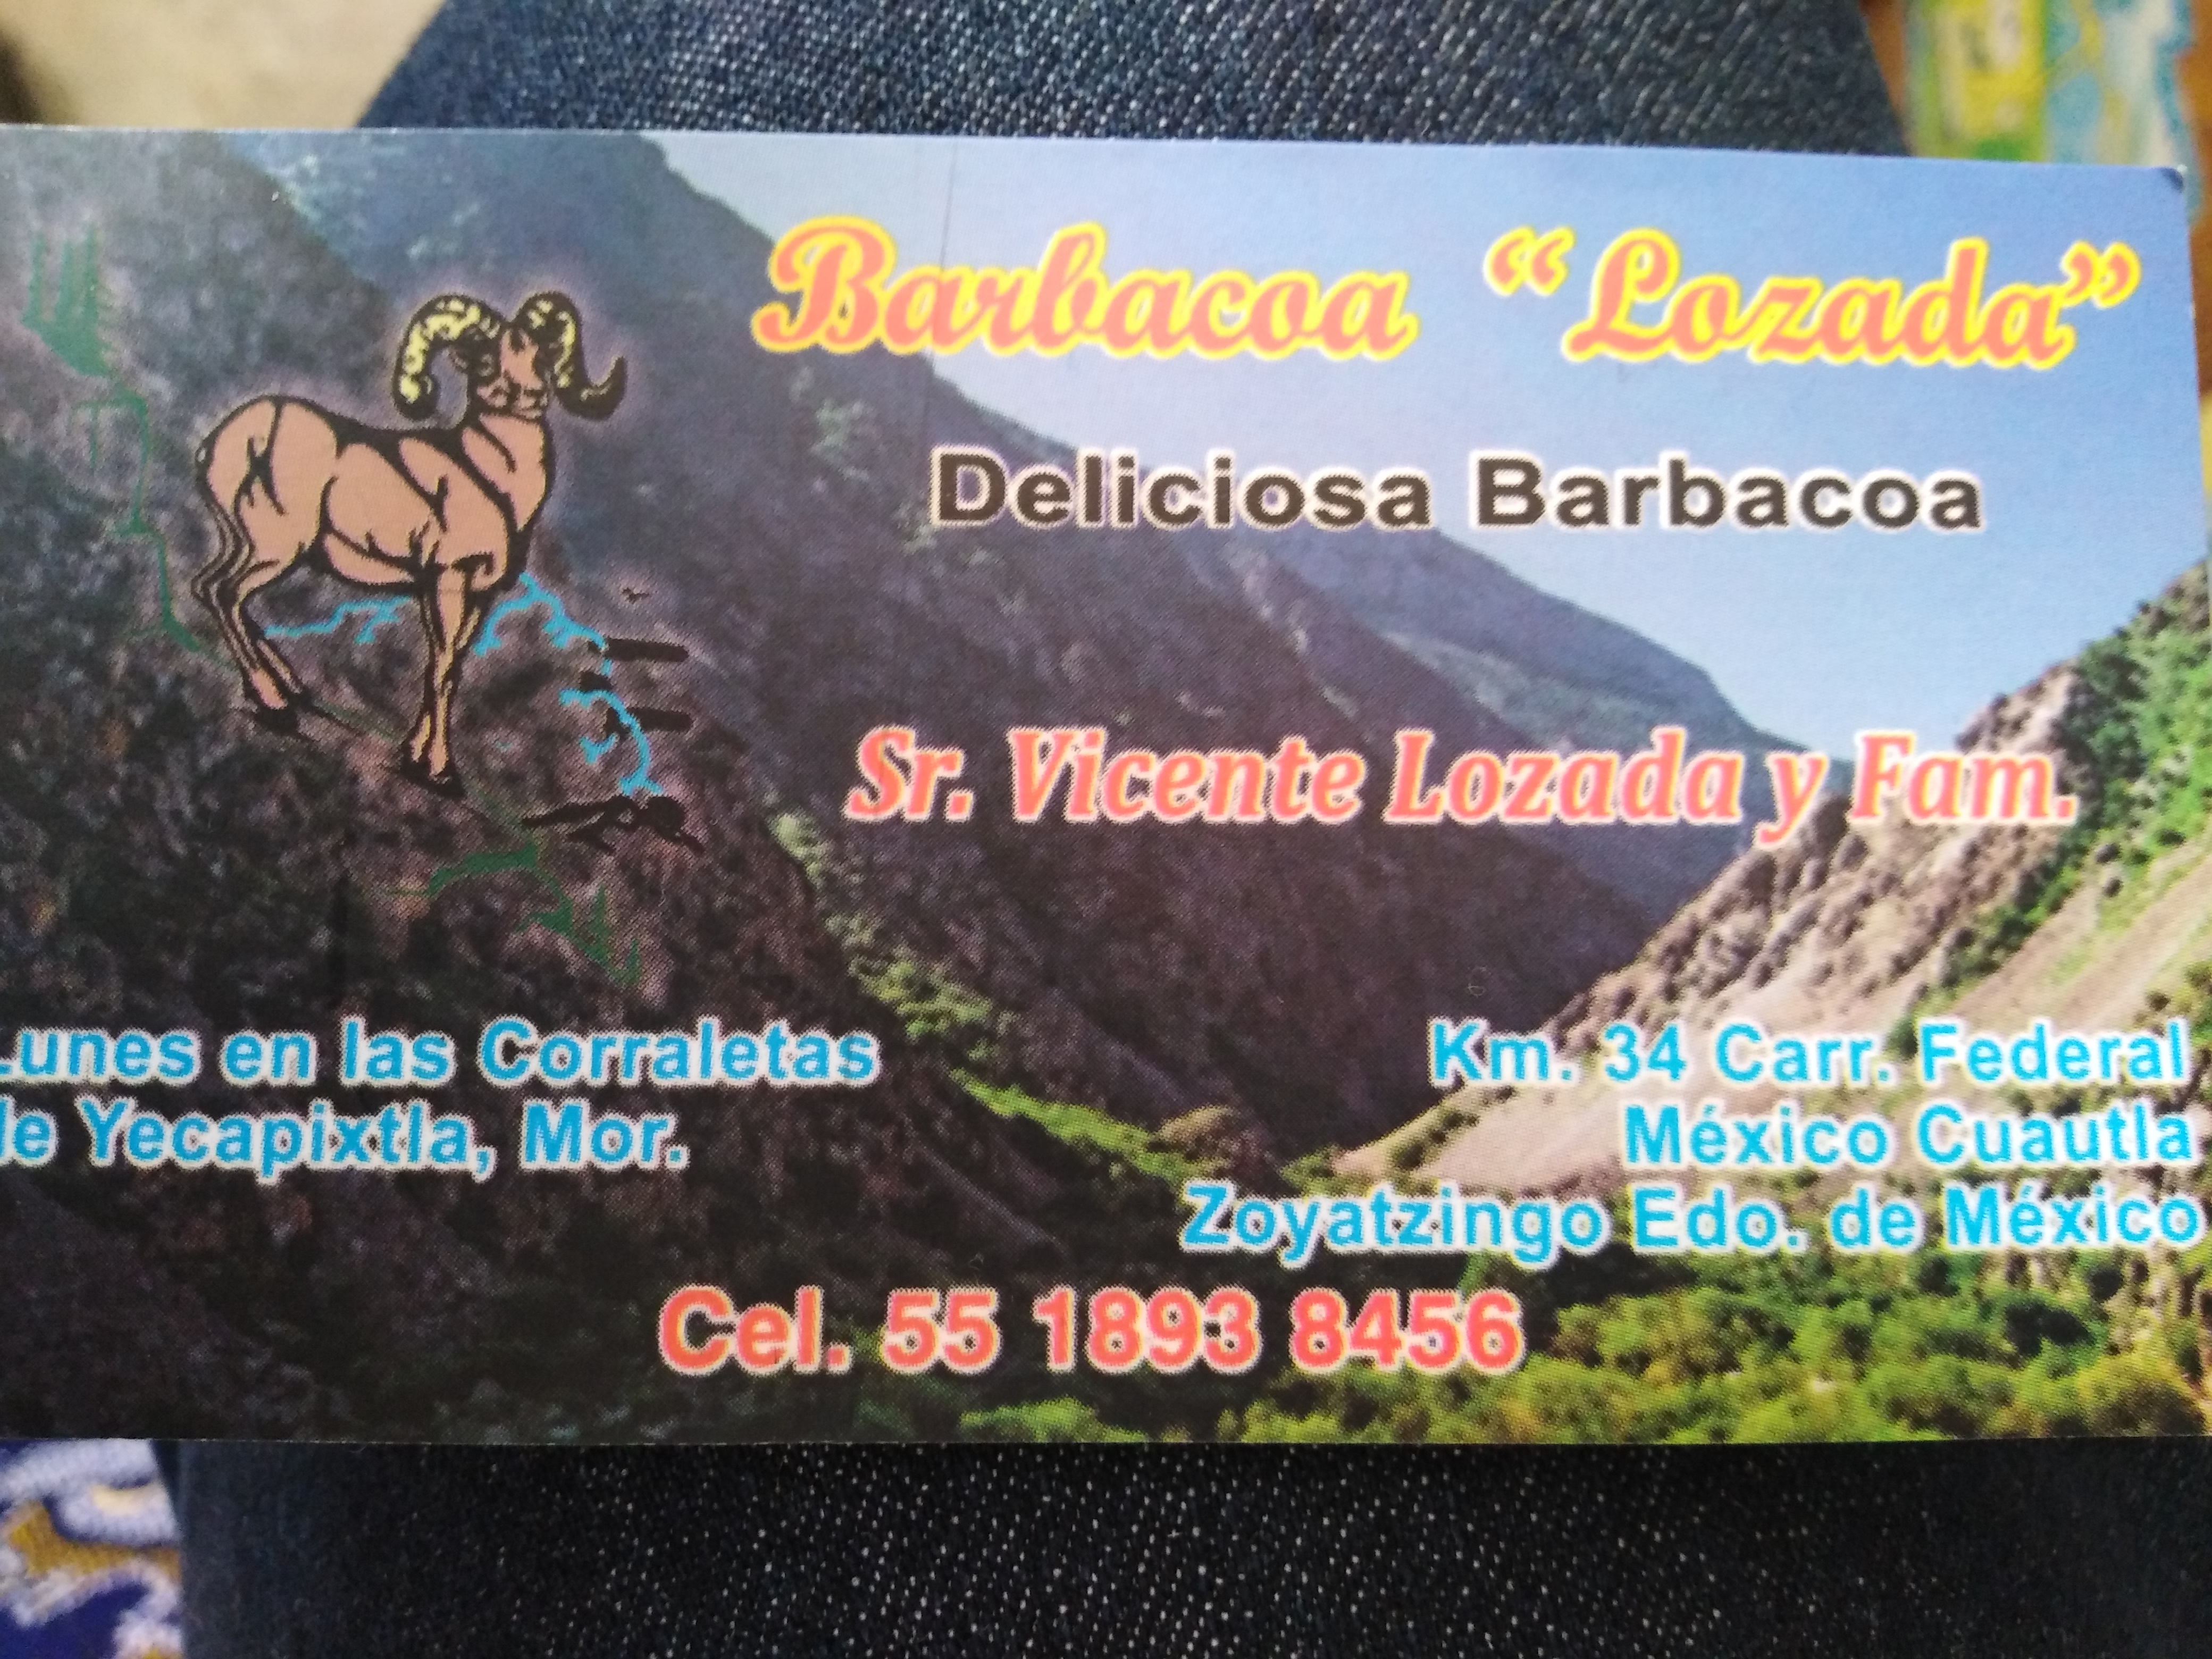 Barbacoa “Lozada”
Deliciosa Barbacoa
Sr. Vicente Lozada y Fam.
Lunes en las Corraletas
de Yecapixtla, Mor.
Km. 34 Carr. Federal
México Cuautla
Zoyatzingo Edo. de México
Cel. 55 1893 8456